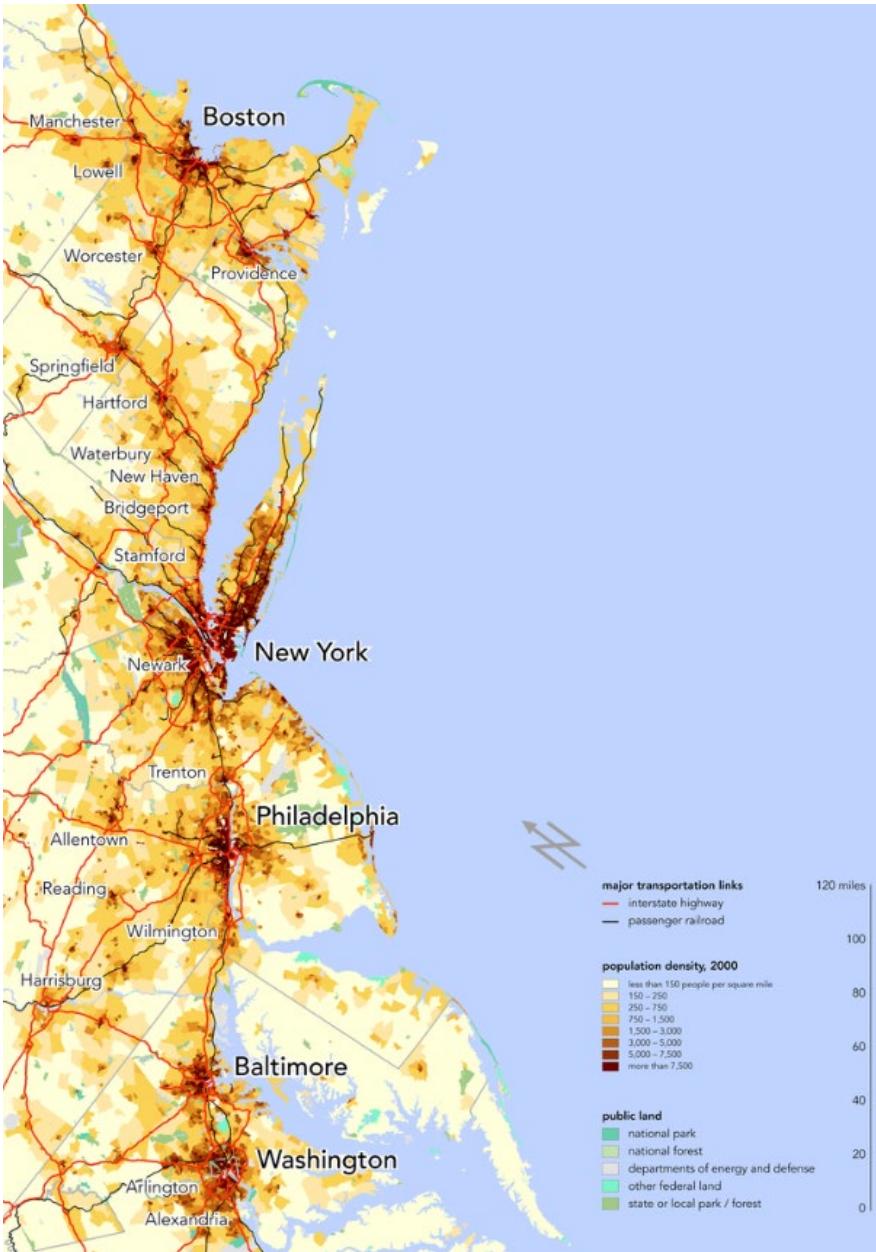 Boston
Manchester
Lowell
Worcester
Providence
Springfield
Hartford
Waterbury
New Haven
Bridgeport
Stamford
New York
Newark
Trenton
Philadelphia
Allentown
Reading
Wilmington
Harrisburg
Baltimore
Washington
Arlington
Alexandria
major transportation links
interstate highway
passenger railroad
population density, 2000
less than 150 people per square mile
150 – 250
250 – 750
750 – 1,500
1,500 – 3,000
3,000 – 5,000
5,000 – 7,500
more than 7,500
public land
national park
national forest
departments of energy and defense
other federal land
state or local park / forest
120 miles
100
80
60
40
20
0